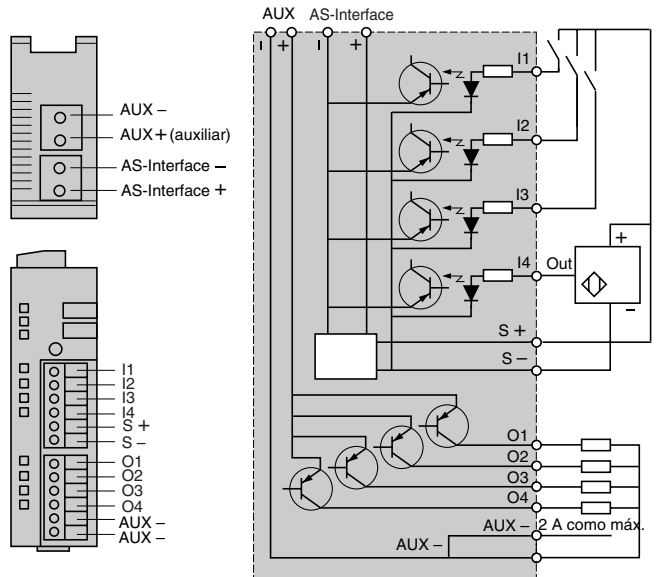 AUX −
AUX + (auxiliar)
AS-Interface −
AS-Interface +
I1
I2
I3
I4
S +
S −
O1
O2
O3
O4
AUX −
AUX −
AUX AS-Interface
− + − +
I1
I2
I3
I4
Out
+
−
S +
S −
O1
O2
O3
O4
AUX − 2 A como máx.
AUX −